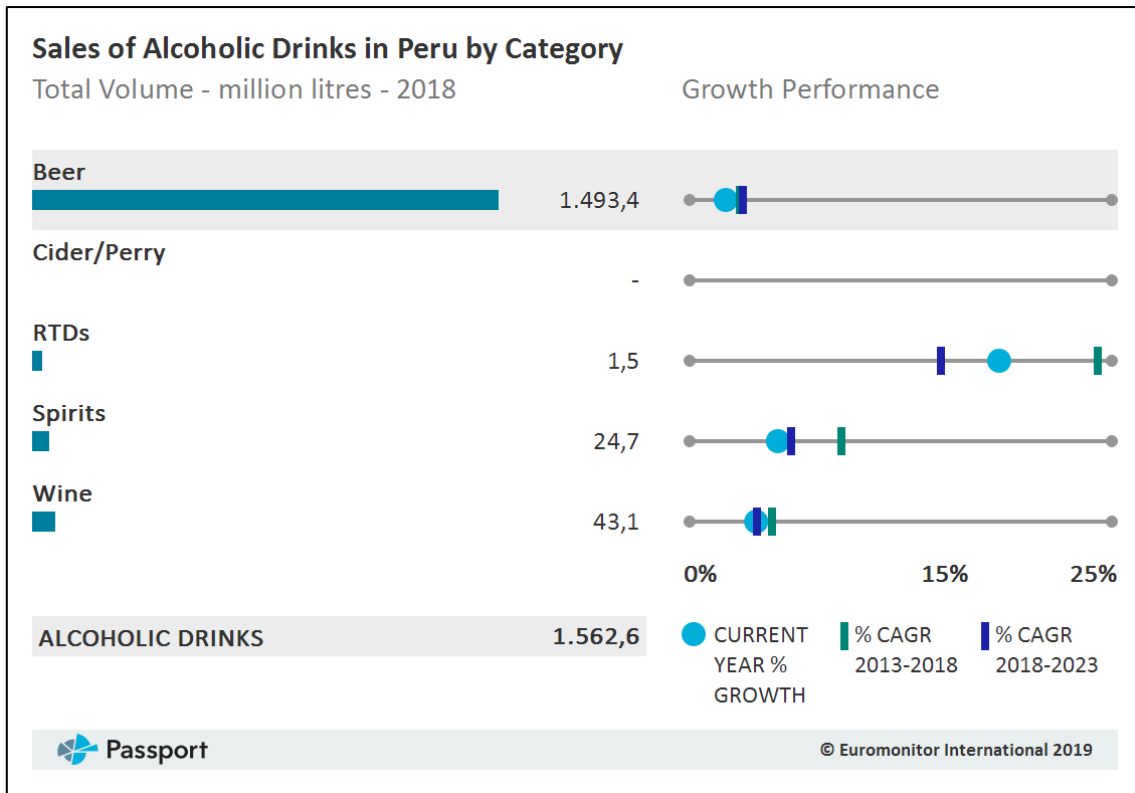 Sales of Alcoholic Drinks in Peru by Category
Total Volume - million litres - 2018
Growth Performance
Beer
1.493,4
Cider/Perry
-
RTDs
1,5
Spirits
24,7
Wine
43,1
0% 15% 25%
ALCOHOLIC DRINKS 1.562,6
CURRENT YEAR % GROWTH
% CAGR 2013-2018
% CAGR 2018-2023
Passport
© Euromonitor International 2019